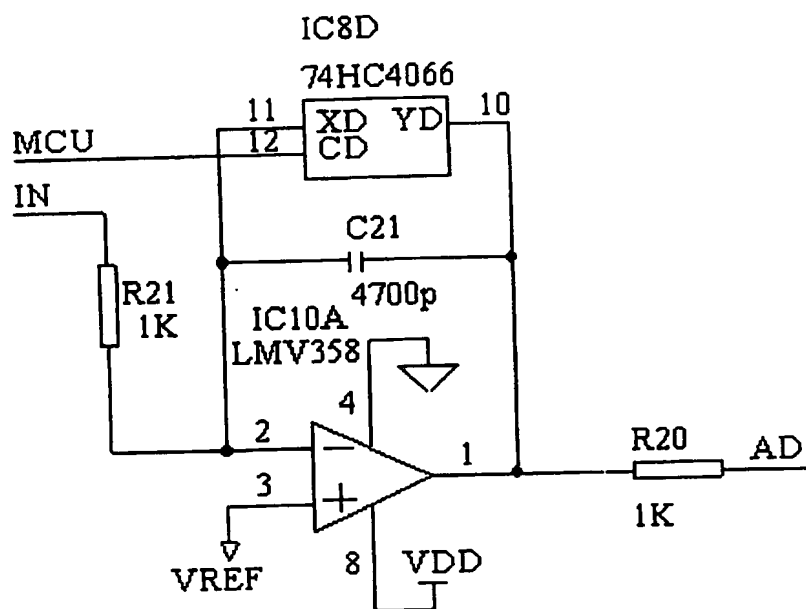 IC8D
74HC4066
11
XD
YD
10
12
CD
MCU
IN
C21
4700p
R21
1K
IC10A
LMV358
4
2
−
1
3
+
8
VREF
VDD
R20
1K
AD